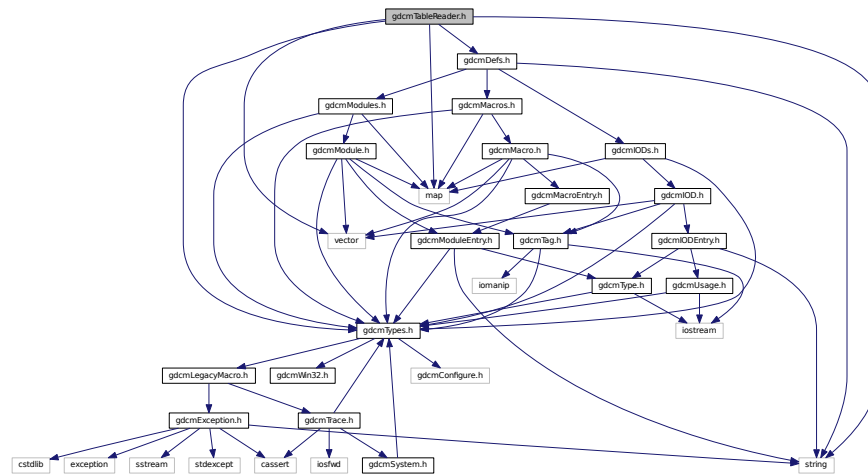 gdcmTableReader.h
gdcmDefs.h
gdcmModules.h
gdcmMacros.h
gdcmModule.h
gdcmMacro.h
gdcmIODs.h
map
gdcmMacroEntry.h
gdcmIOD.h
vector
gdcmModuleEntry.h
gdcmTag.h
gdcmIODEntry.h
iomanip
gdcmType.h
gdcmUsage.h
gdcmTypes.h
iostream
gdcmLegacyMacro.h
gdcmWin32.h
gdcmConfigure.h
gdcmException.h
gdcmTrace.h
cstdlib
exception
sstream
stdexcept
cassert
iosfwd
gdcmSystem.h
string